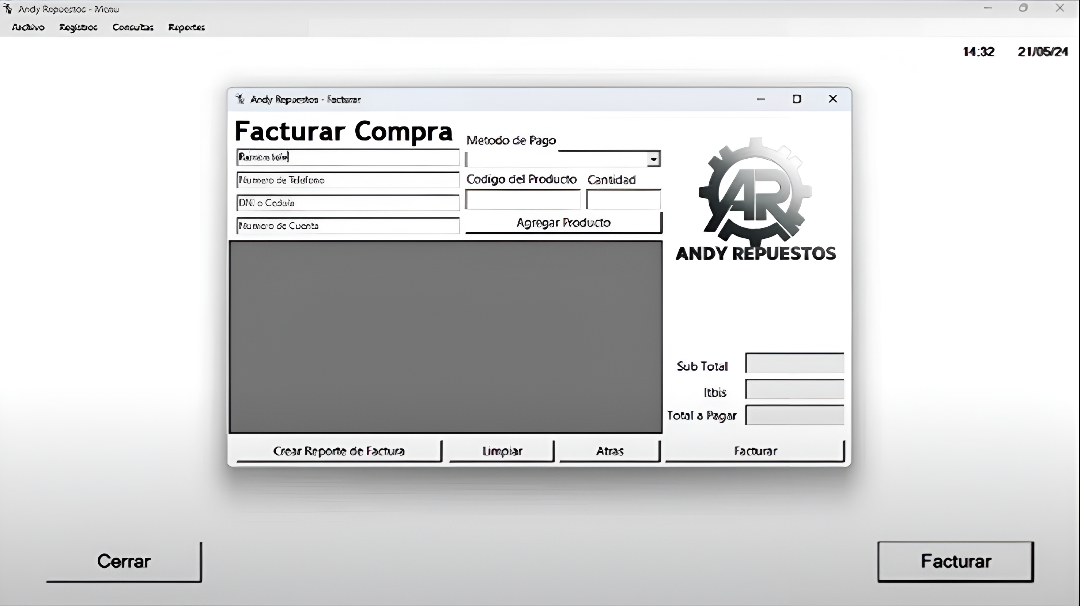 Andy Repuestos - Menu
Archivo Registros Consultas Reportes
14:32 21/05/24
Andy Repuestos - Facturar
Facturar Compra
Metodo de Pago
Numero de Telefono
Codigo del Producto Cantidad
DNI o Cedula
Agregar Producto
Numero de Cuenta
AR
ANDY REPUESTOS
Sub Total
Itbis
Total a Pagar
Crear Reporte de Factura Limpiar Atras Facturar
Cerrar Facturar